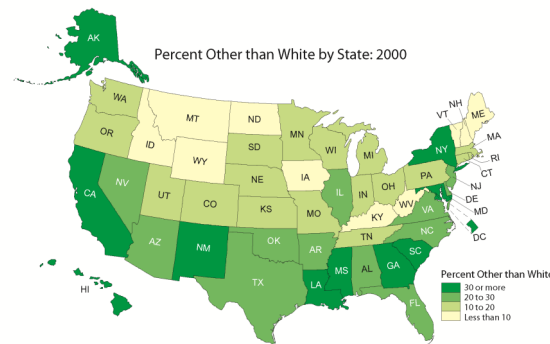 Percent Other than White by State: 2000
AK
WA
MT
ND
MN
VT
NH
ME
OR
ID
WY
SD
WI
MI
NY
MA
RI
CT
NJ
DE
MD
DC
CA
NV
UT
CO
NE
KS
IA
MO
IL
IN
OH
PA
WV
VA
KY
TN
NC
SC
AZ
NM
OK
AR
TX
LA
MS
AL
GA
FL
HI
Percent Other than White
30 or more
20 to 30
10 to 20
Less than 10